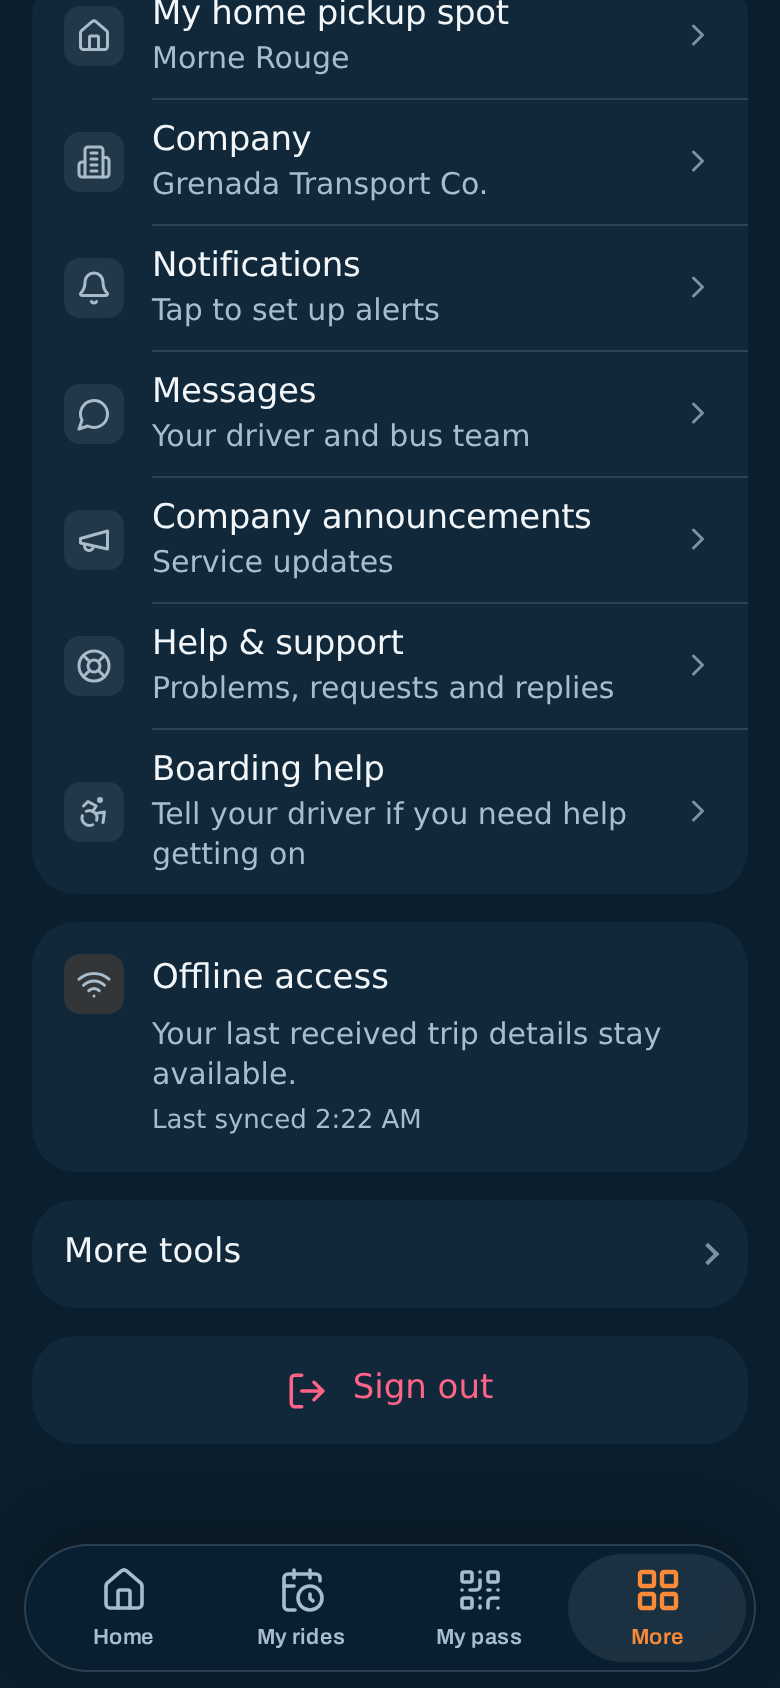 My home pickup spot
Morne Rouge
Company
Grenada Transport Co.
Notifications
Tap to set up alerts
Messages
Your driver and bus team
Company announcements
Service updates
Help & support
Problems, requests and replies
Boarding help
Tell your driver if you need help
getting on
Offline access
Your last received trip details stay
available.
Last synced 2:22 AM
More tools
Sign out
Home
My rides
My pass
More